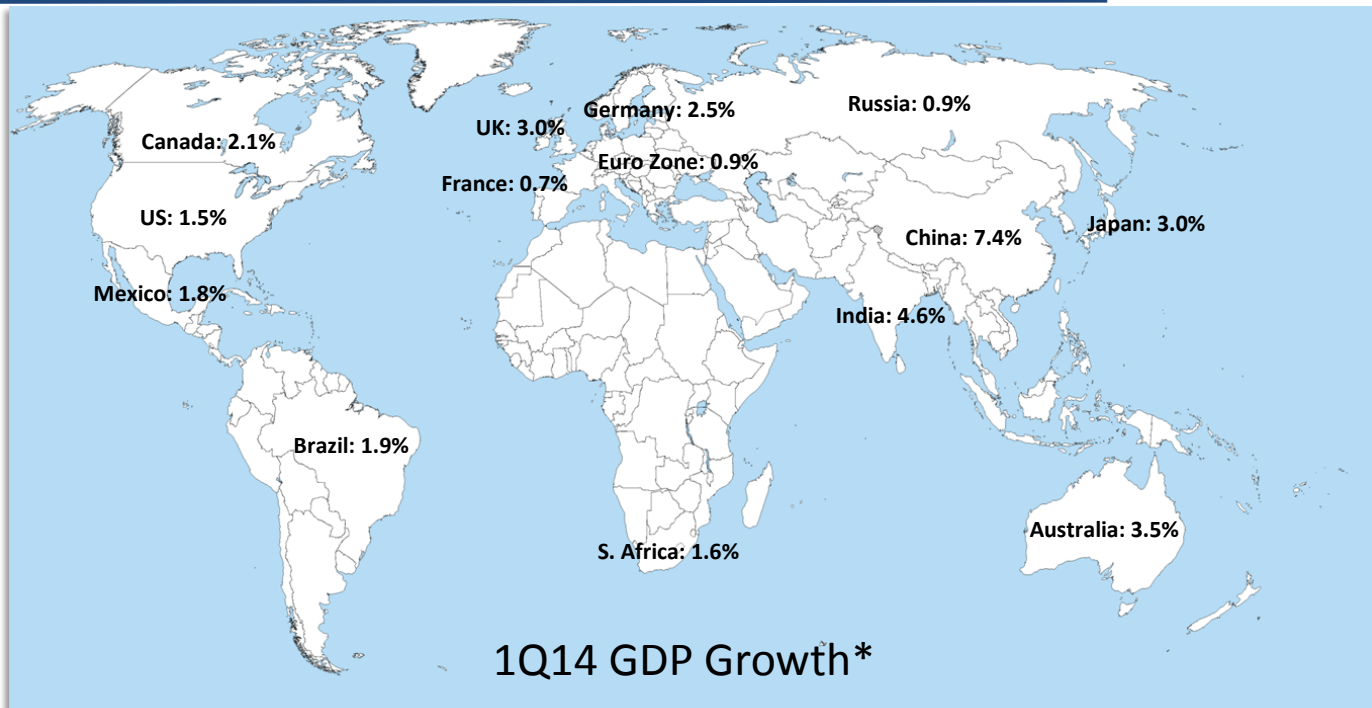 Germany: 2.5%
Russia: 0.9%
UK: 3.0%
Canada: 2.1%
Euro Zone: 0.9%
France: 0.7%
US: 1.5%
Japan: 3.0%
China: 7.4%
Mexico: 1.8%
India: 4.6%
Brazil: 1.9%
Australia: 3.5%
S. Africa: 1.6%
1Q14 GDP Growth*